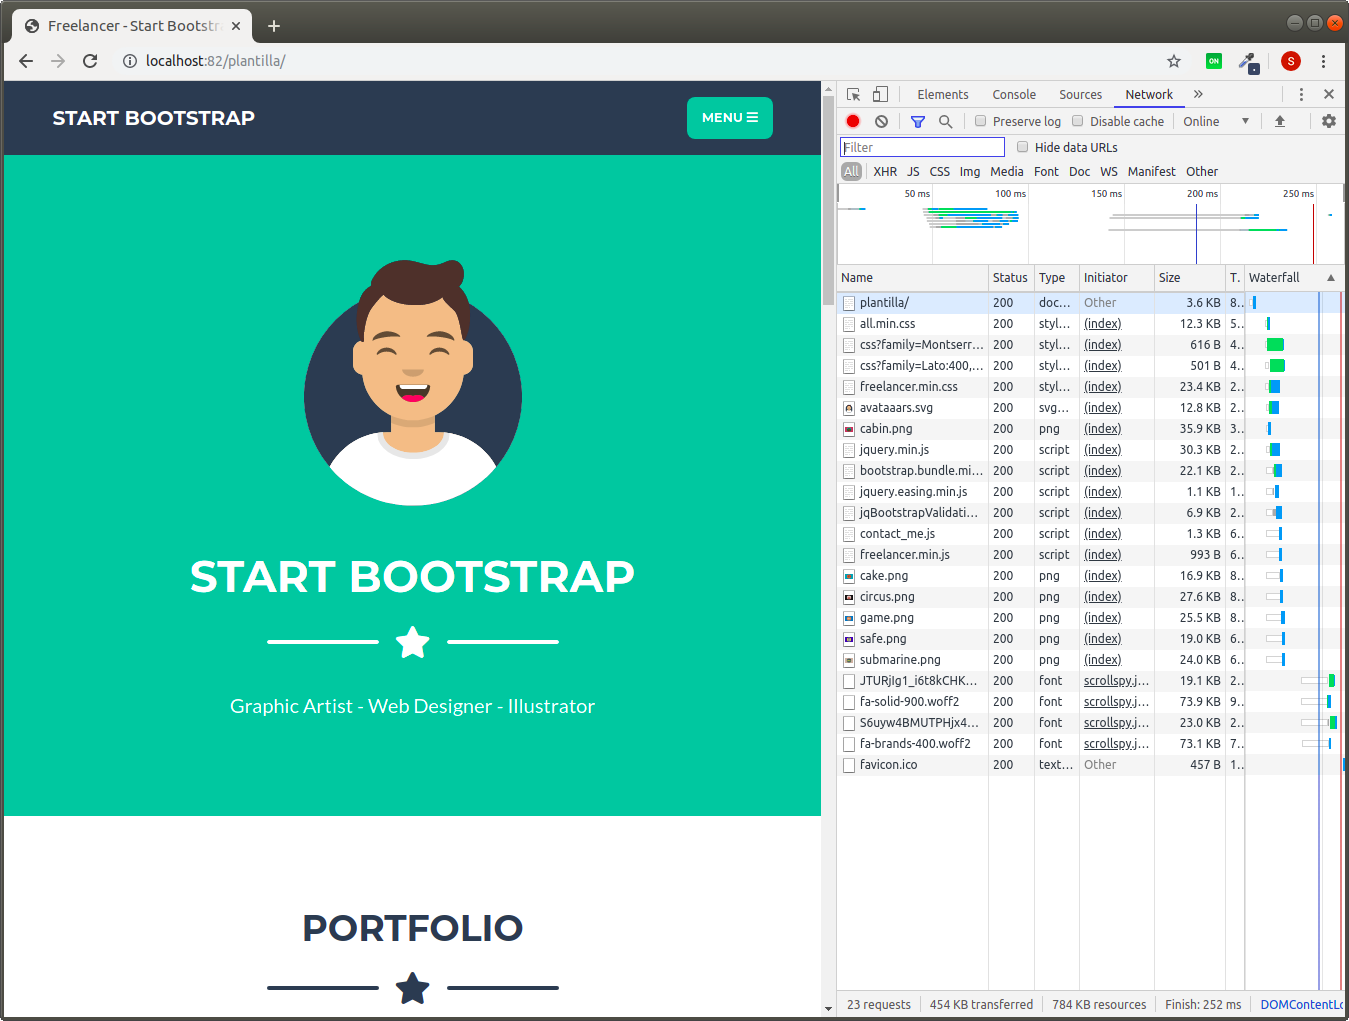 Freelancer - Start Bootstr
localhost:82/plantilla/
ON
S
START BOOTSTRAP
MENU
START BOOTSTRAP
Graphic Artist - Web Designer - Illustrator
PORTFOLIO
Elements Console Sources Network
Preserve log Disable cache Online
Filter Hide data URLs
All XHR JS CSS Img Media Font Doc WS Manifest Other
50 ms 100 ms 150 ms 200 ms 250 ms
Name Status Type Initiator Size T. Waterfall
plantilla/ 200 doc... Other 3.6 KB 8..
all.min.css 200 styl... (index) 12.3 KB 5..
css?family=Montserr... 200 styl... (index) 616 B 4..
css?family=Lato:400,... 200 styl... (index) 501 B 4..
freelancer.min.css 200 styl... (index) 23.4 KB 2..
avataaars.svg 200 svg... (index) 12.8 KB 2..
cabin.png 200 png (index) 35.9 KB 3..
jquery.min.js 200 script (index) 30.3 KB 2..
bootstrap.bundle.mi... 200 script (index) 22.1 KB 2..
jquery.easing.min.js 200 script (index) 1.1 KB 1..
jqBootstrapValidati... 200 script (index) 6.9 KB 2..
contact_me.js 200 script (index) 1.3 KB 6..
freelancer.min.js 200 script (index) 993 B 6..
cake.png 200 png (index) 16.9 KB 8..
circus.png 200 png (index) 27.6 KB 8..
game.png 200 png (index) 25.5 KB 8..
safe.png 200 png (index) 19.0 KB 6..
submarine.png 200 png (index) 24.0 KB 6..
JTURjIg1_i6t8kCHK... 200 font scrollspy.j... 19.1 KB 2..
fa-solid-900.woff2 200 font scrollspy.j... 73.9 KB 9..
S6uyw4BMUTPHjx4... 200 font scrollspy.j... 23.0 KB 2..
fa-brands-400.woff2 200 font scrollspy.j... 73.1 KB 7..
favicon.ico 200 text... Other 457 B 1..
23 requests 454 KB transferred 784 KB resources Finish: 252 ms DOMContentLo